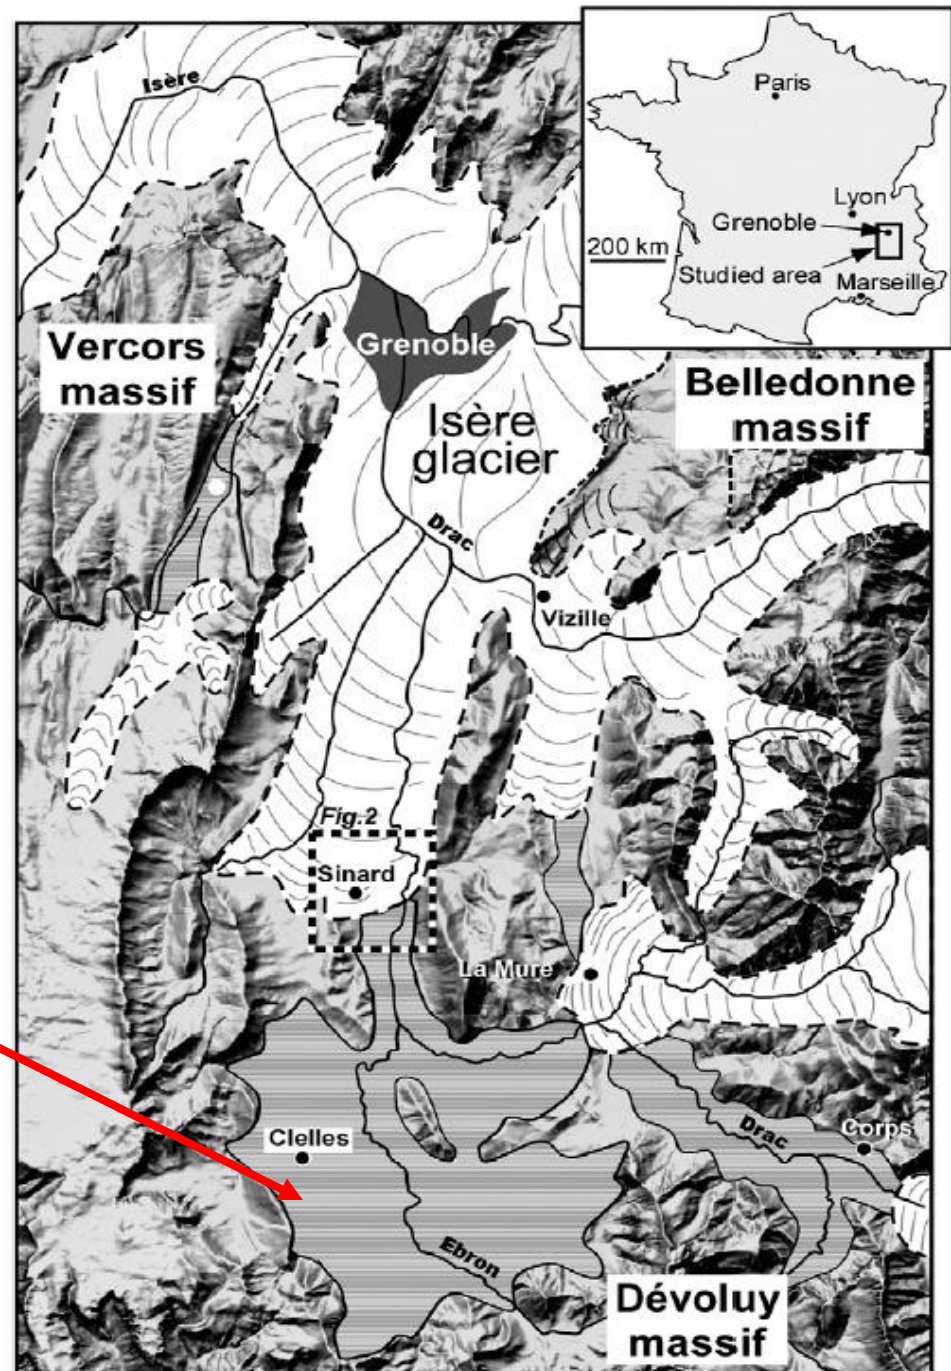 Paris
Lyon
Grenoble
200 km
Studied area
Marseille
Isère
Vercors
massif
Grenoble
Belledonne
massif
Isère
glacier
Drac
Vizille
Fig.2
Sinard
La Mure
Clelles
Drac
Corps
Ebron
Dévoluy
massif